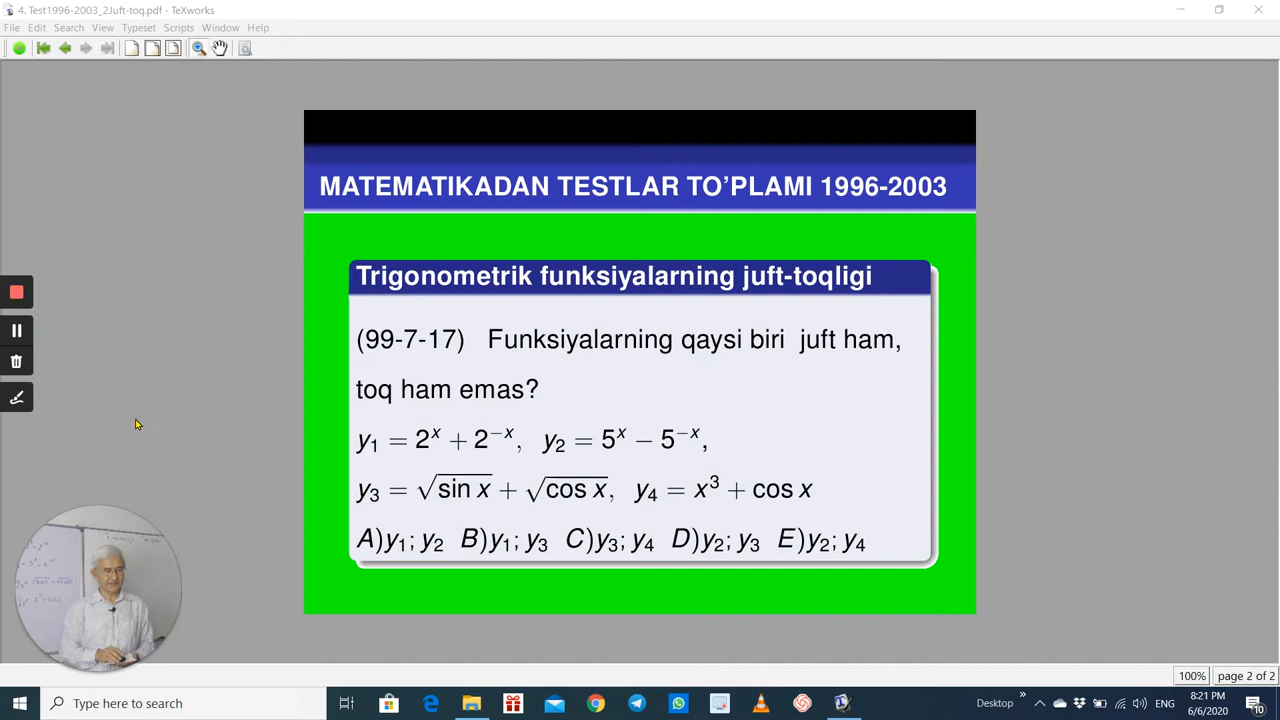 4. Test1996-2003_2Juft-toq.pdf - TeXworks
File Edit Search View Typeset Scripts Window Help
MATEMATIKADAN TESTLAR TO’PLAMI 1996-2003
Trigonometrik funksiyalarning juft-toqligi
(99-7-17) Funksiyalarning qaysi biri juft ham,
toq ham emas?
y₁ = 2ˣ + 2⁻ˣ, y₂ = 5ˣ − 5⁻ˣ,
y₃ = √sin x + √cos x, y₄ = x³ + cos x
A)y₁; y₂ B)y₁; y₃ C)y₃; y₄ D)y₂; y₃ E)y₂; y₄
100% page 2 of 2
Type here to search
Desktop
ENG
8:21 PM
6/6/2020
10